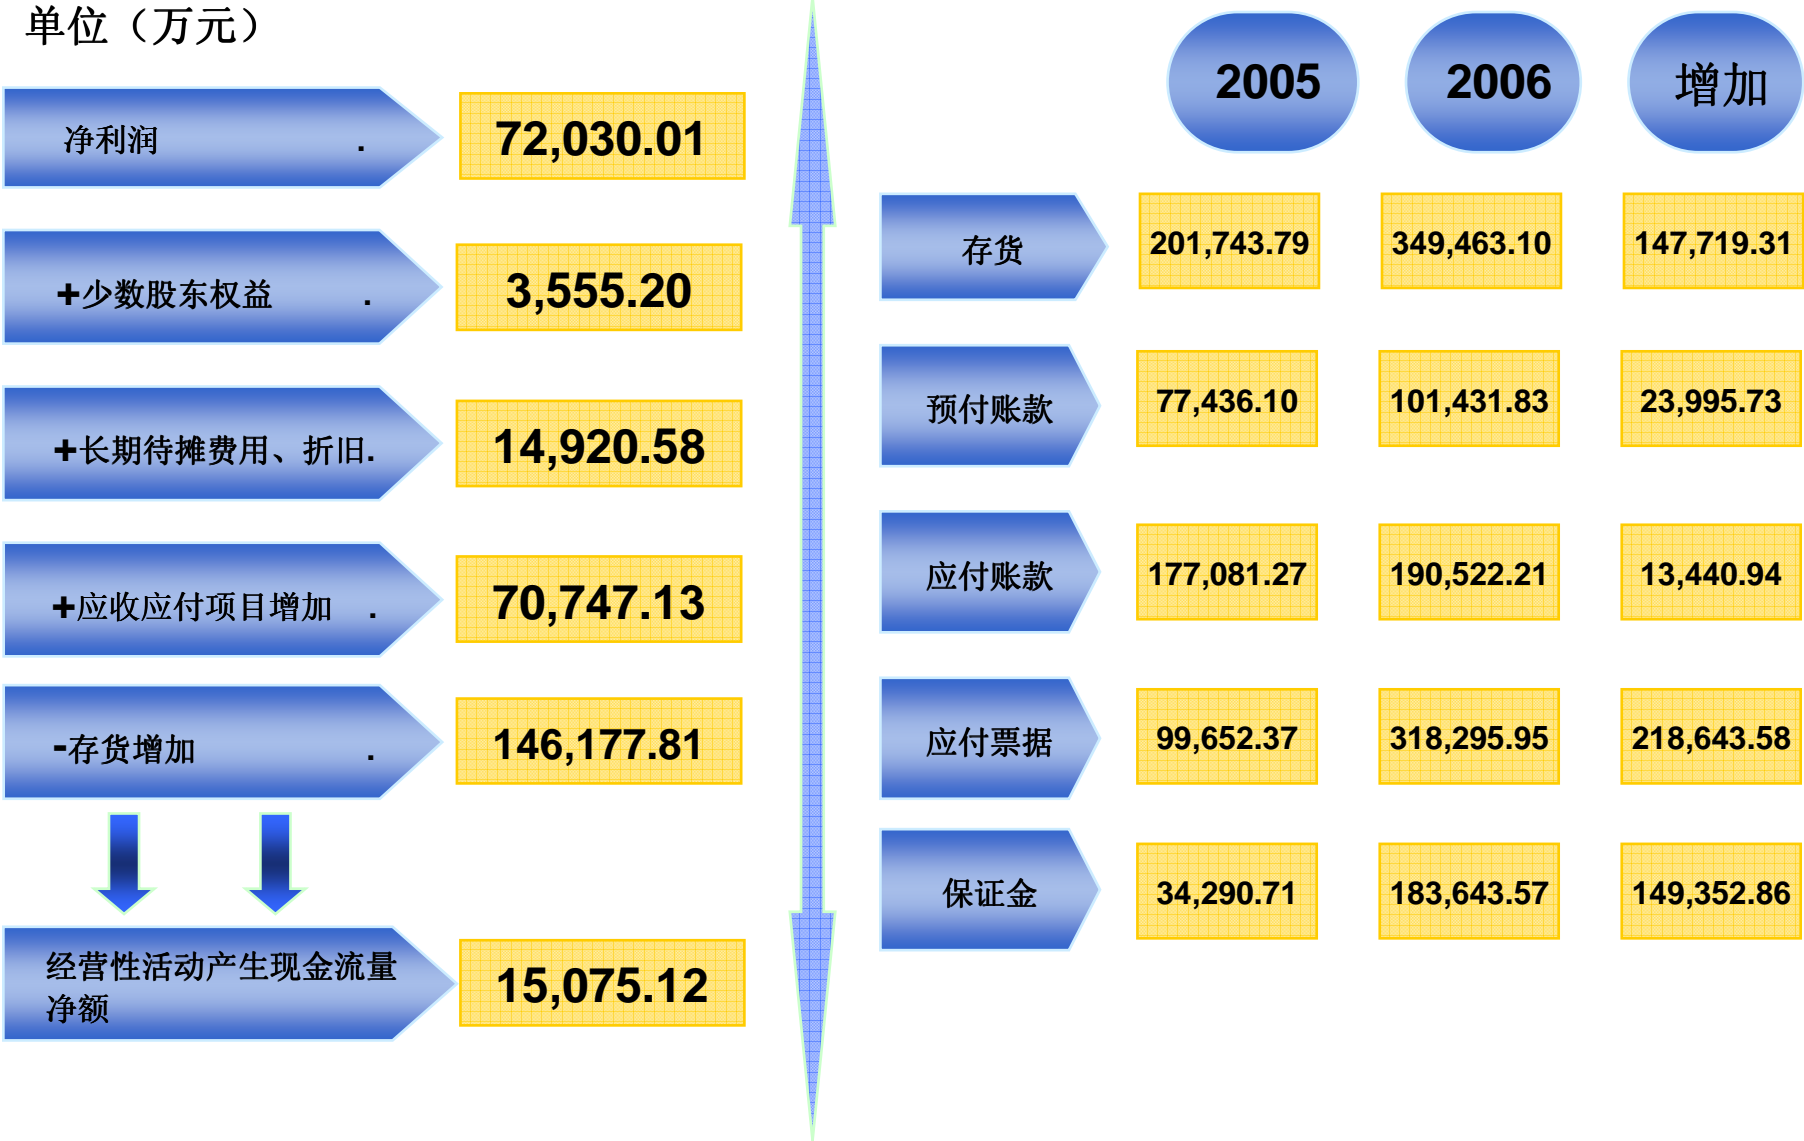 单位（万元）
净利润 .
72,030.01
+少数股东权益 .
3,555.20
+长期待摊费用、折旧.
14,920.58
+应收应付项目增加 .
70,747.13
-存货增加 .
146,177.81
经营性活动产生现金流量
净额
15,075.12
2005 2006 增加
存货 201,743.79 349,463.10 147,719.31
预付账款 77,436.10 101,431.83 23,995.73
应付账款 177,081.27 190,522.21 13,440.94
应付票据 99,652.37 318,295.95 218,643.58
保证金 34,290.71 183,643.57 149,352.86